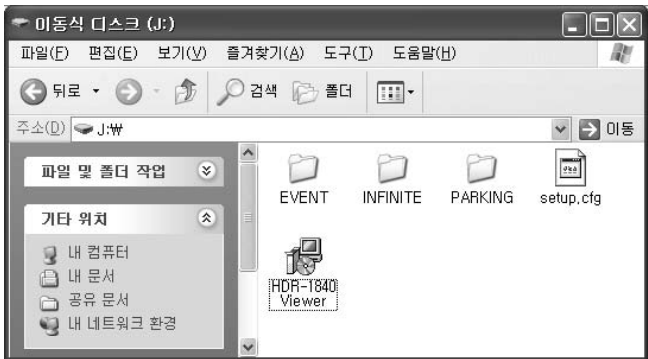 이동식 디스크 (J:)
파일(F) 편집(E) 보기(V) 즐겨찾기(A) 도구(T) 도움말(H)
뒤로 검색 폴더
주소(D) J:₩ 이동
파일 및 폴더 작업
기타 위치
내 컴퓨터
내 문서
공유 문서
내 네트워크 환경
EVENT INFINITE PARKING setup.cfg
HDR-1840
Viewer